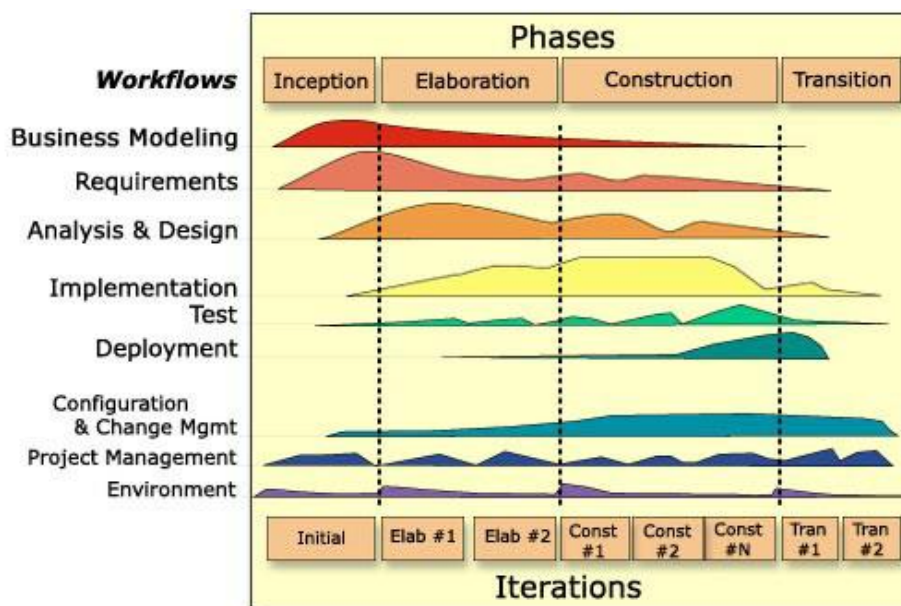 Phases
Workflows
Inception
Elaboration
Construction
Transition
Business Modeling
Requirements
Analysis & Design
Implementation
Test
Deployment
Configuration
& Change Mgmt
Project Management
Environment
Initial
Elab #1
Elab #2
Const
#1
Const
#2
Const
#N
Tran
#1
Tran
#2
Iterations